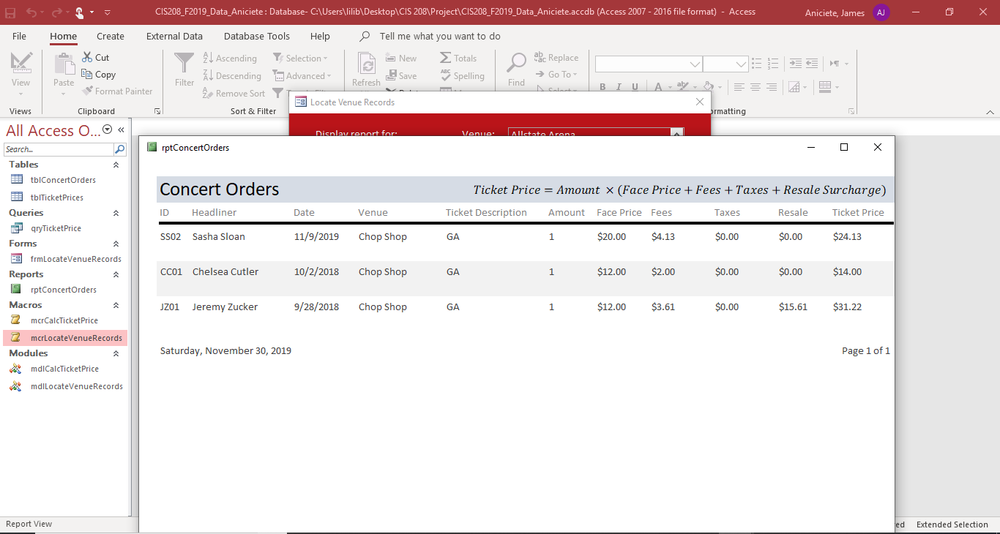 CIS208_F2019_Data_Aniciete : Database- C:\Users\lilib\Desktop\CIS 208\Project\CIS208_F2019_Data_Aniciete.accdb (Access 2007 - 2016 file format) - Access Aniciete, James AJ
File Home Create External Data Database Tools Help Tell me what you want to do
Cut Ascending Selection New Totals Replace
Copy Descending Advanced Save Spelling Go To
View Paste Format Painter Filter Remove Sort Refresh Find Select
B I U A
Views Clipboard Sort & Filter
Locate Venue Records
Display report for: Venue: Allstate Arena
All Access O...
Search...
Tables
tblConcertOrders
tblTicketPrices
Queries
qryTicketPrice
Forms
frmLocateVenueRecords
Reports
rptConcertOrders
Macros
mcrCalcTicketPrice
mcrLocateVenueRecords
Modules
mdlCalcTicketPrice
mdlLocateVenueRecords
rptConcertOrders
Concert Orders Ticket Price = Amount × (Face Price + Fees + Taxes + Resale Surcharge)
ID Headliner Date Venue Ticket Description Amount Face Price Fees Taxes Resale Ticket Price
SS02 Sasha Sloan 11/9/2019 Chop Shop GA 1 $20.00 $4.13 $0.00 $0.00 $24.13
CC01 Chelsea Cutler 10/2/2018 Chop Shop GA 1 $12.00 $2.00 $0.00 $0.00 $14.00
JZ01 Jeremy Zucker 9/28/2018 Chop Shop GA 1 $12.00 $3.61 $0.00 $15.61 $31.22
Saturday, November 30, 2019 Page 1 of 1
Report View Extended Selection